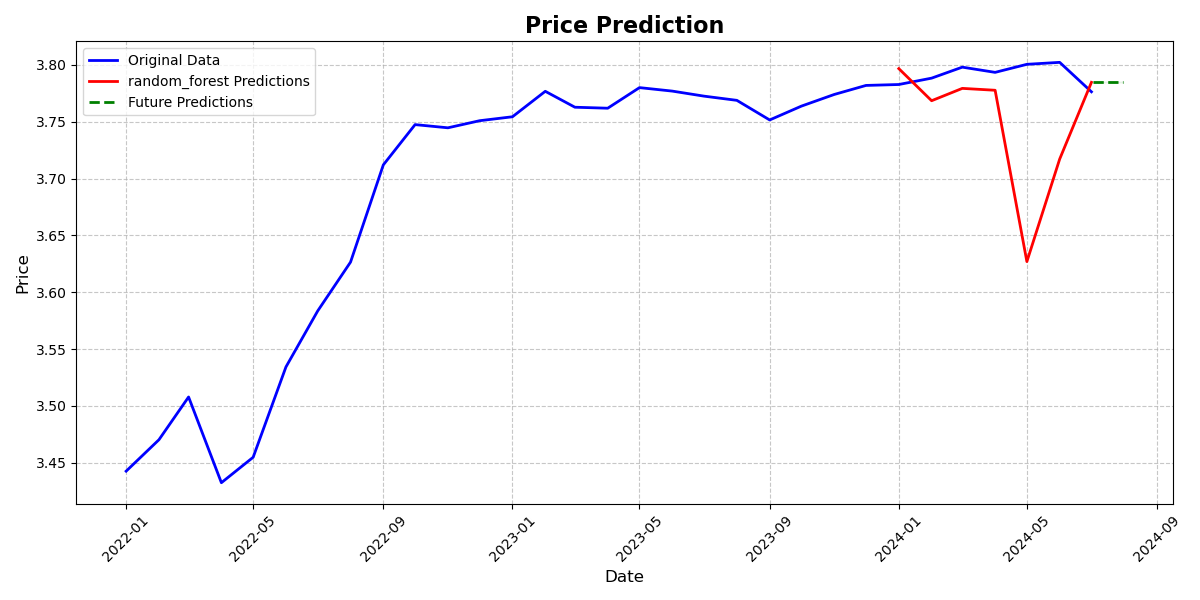 Price Prediction
Original Data
random_forest Predictions
Future Predictions
3.80
3.75
3.70
3.65
3.60
3.55
3.50
3.45
Price
2022-01
2022-05
2022-09
2023-01
2023-05
2023-09
2024-01
2024-05
2024-09
Date